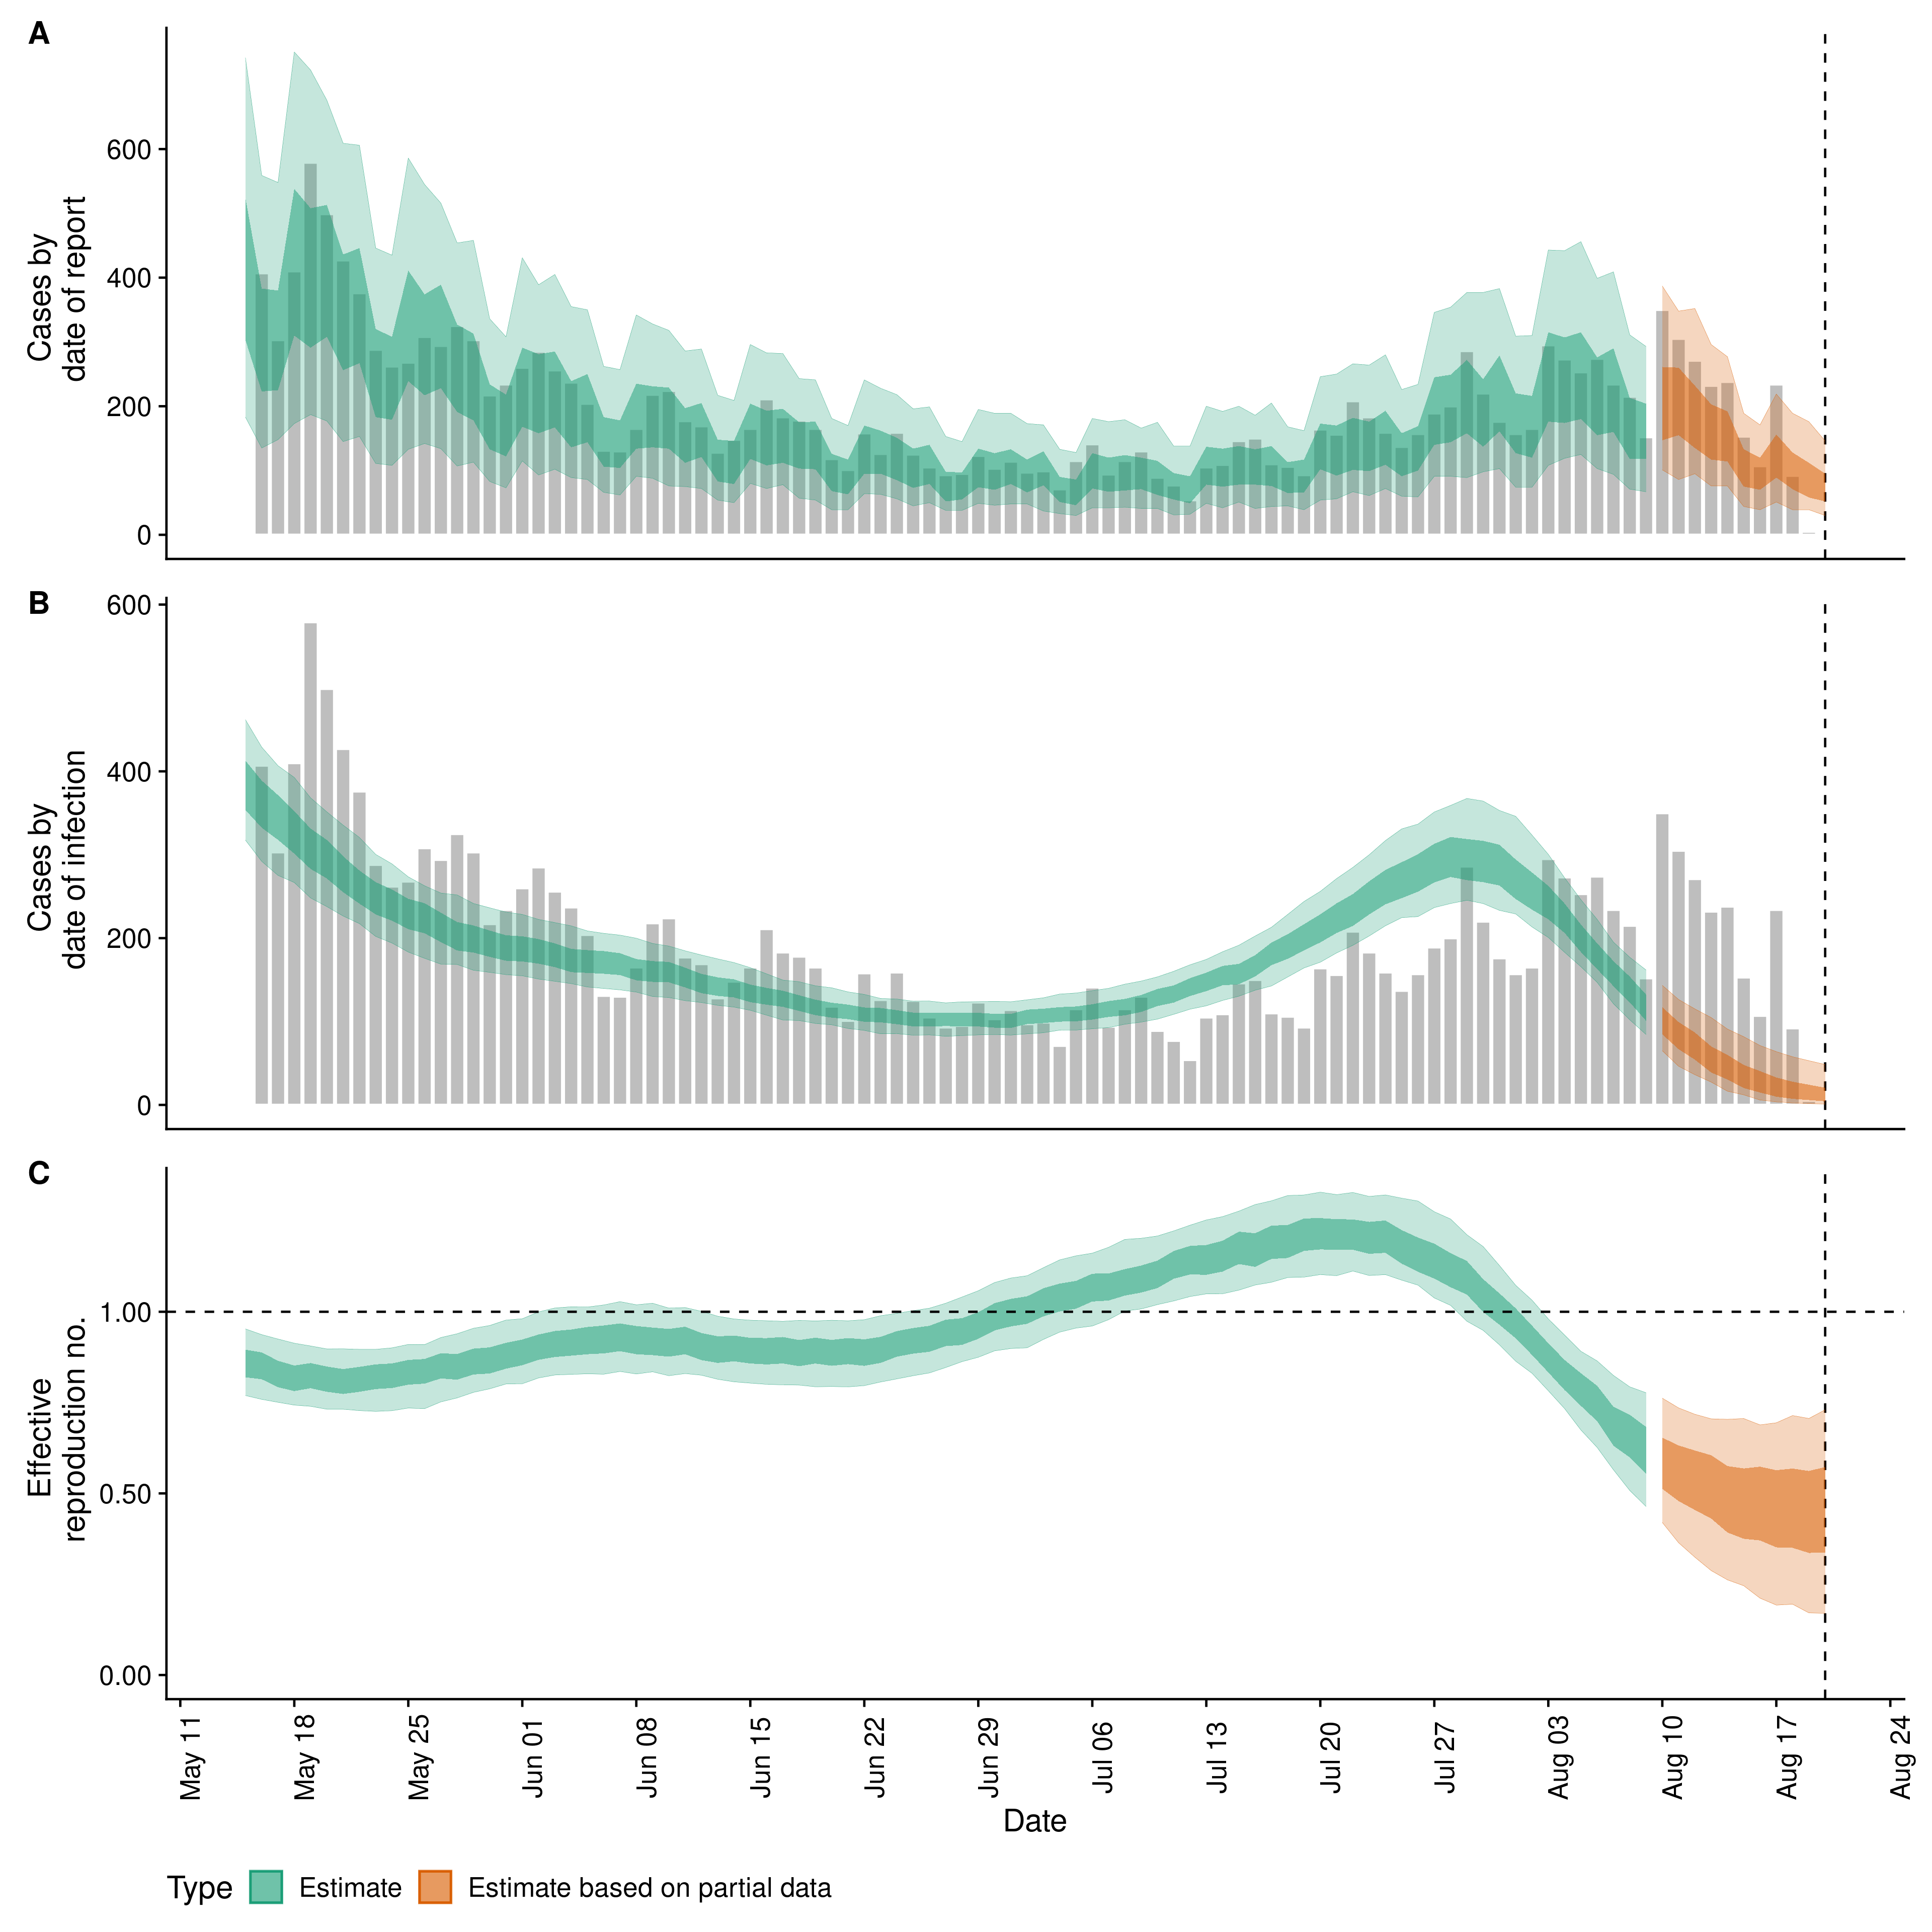 A
Cases by
date of report
600
400
200
0
B
Cases by
date of infection
600
400
200
0
C
Effective
reproduction no.
1.00
0.50
0.00
May 11
May 18
May 25
Jun 01
Jun 08
Jun 15
Jun 22
Jun 29
Jul 06
Jul 13
Jul 20
Jul 27
Aug 03
Aug 10
Aug 17
Aug 24
Date
Type Estimate Estimate based on partial data